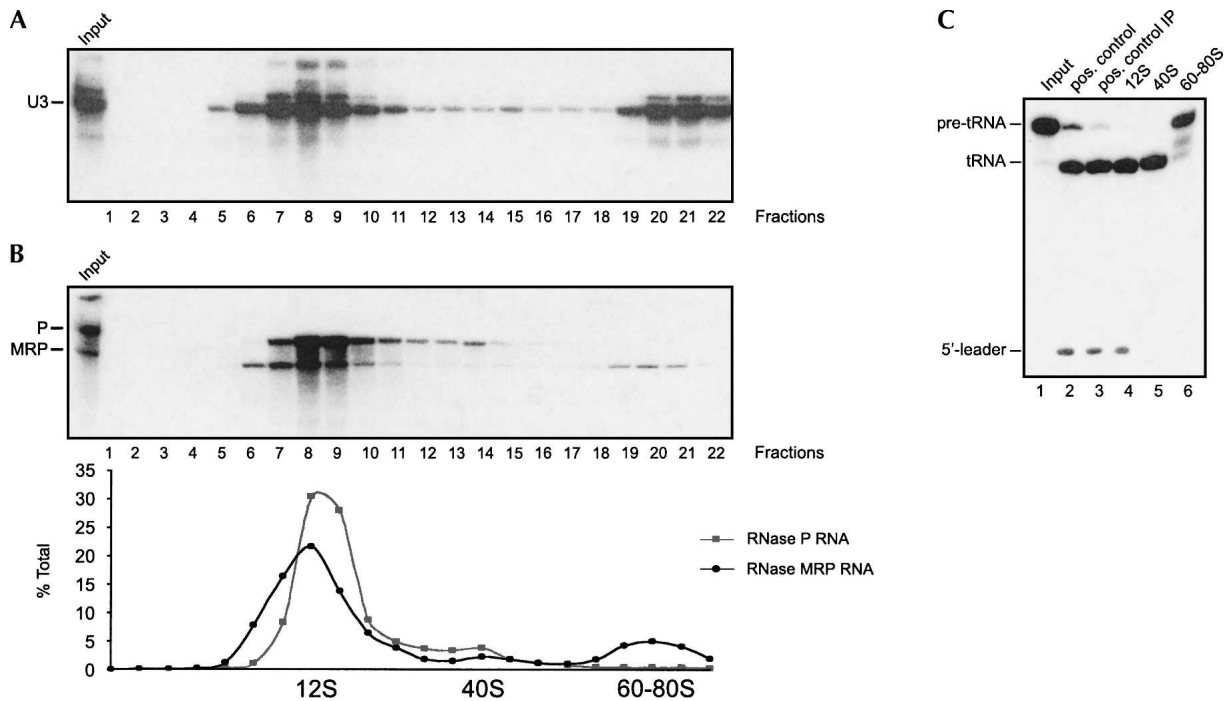 A
Input
U3
1 2 3 4 5 6 7 8 9 10 11 12 13 14 15 16 17 18 19 20 21 22 Fractions
B
Input
P
MRP
1 2 3 4 5 6 7 8 9 10 11 12 13 14 15 16 17 18 19 20 21 22 Fractions
35
30
25
20
15
10
5
0
% Total
12S 40S 60-80S
RNase P RNA
RNase MRP RNA
C
Input
pos. control
pos. control IP
12S
40S
60-80S
pre-tRNA
tRNA
5'-leader
1 2 3 4 5 6